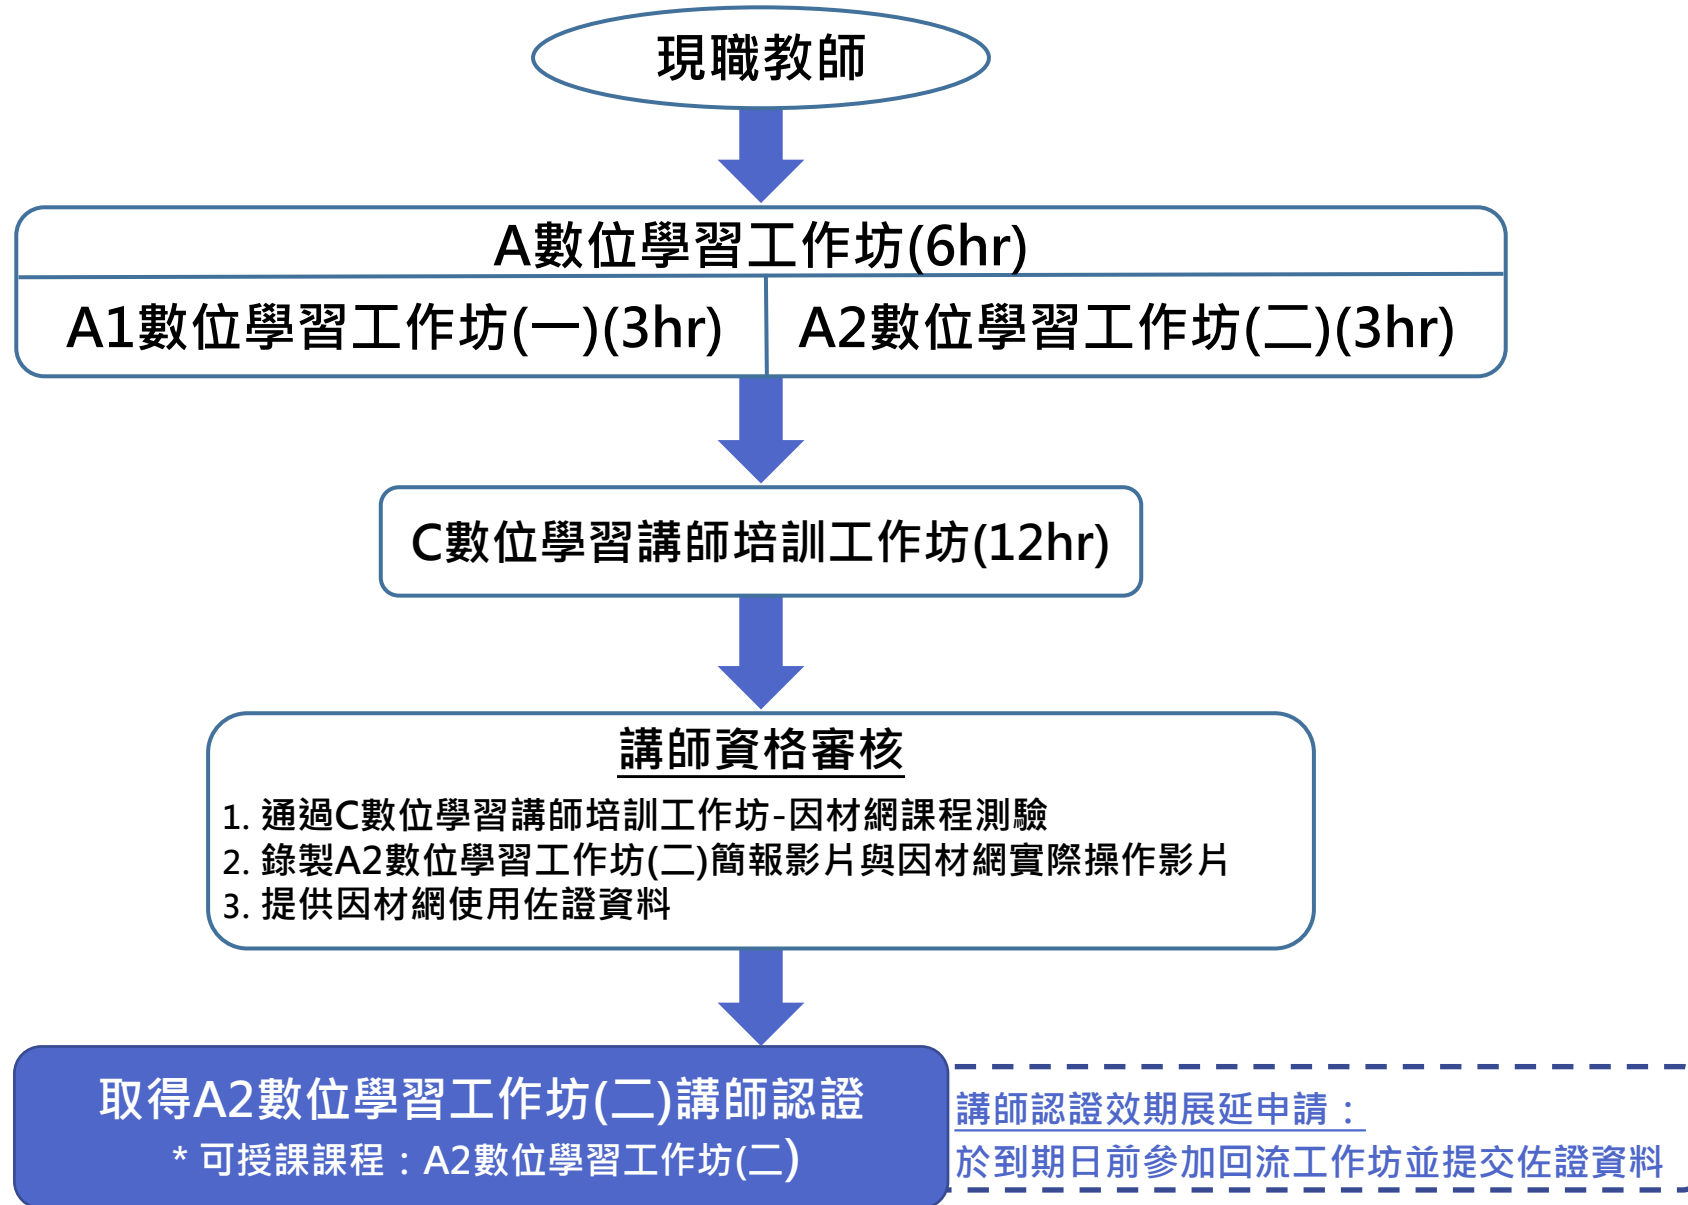 現職教師
A數位學習工作坊(6hr)
A1數位學習工作坊(一)(3hr)
A2數位學習工作坊(二)(3hr)
C數位學習講師培訓工作坊(12hr)
講師資格審核
1. 通過C數位學習講師培訓工作坊-因材網課程測驗
2. 錄製A2數位學習工作坊(二)簡報影片與因材網實際操作影片
3. 提供因材網使用佐證資料
取得A2數位學習工作坊(二)講師認證
* 可授課課程：A2數位學習工作坊(二)
講師認證效期展延申請：
於到期日前參加回流工作坊並提交佐證資料